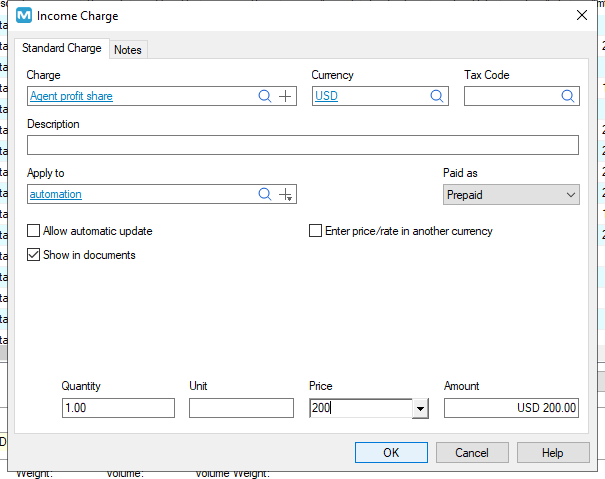 Income Charge
Standard Charge Notes
Charge Currency Tax Code
Agent profit share USD
Description
Apply to Paid as
automation Prepaid
Allow automatic update Enter price/rate in another currency
Show in documents
Quantity Unit Price Amount
1.00 200 USD 200.00
OK Cancel Help
Weight: Volume: Volume Weight: